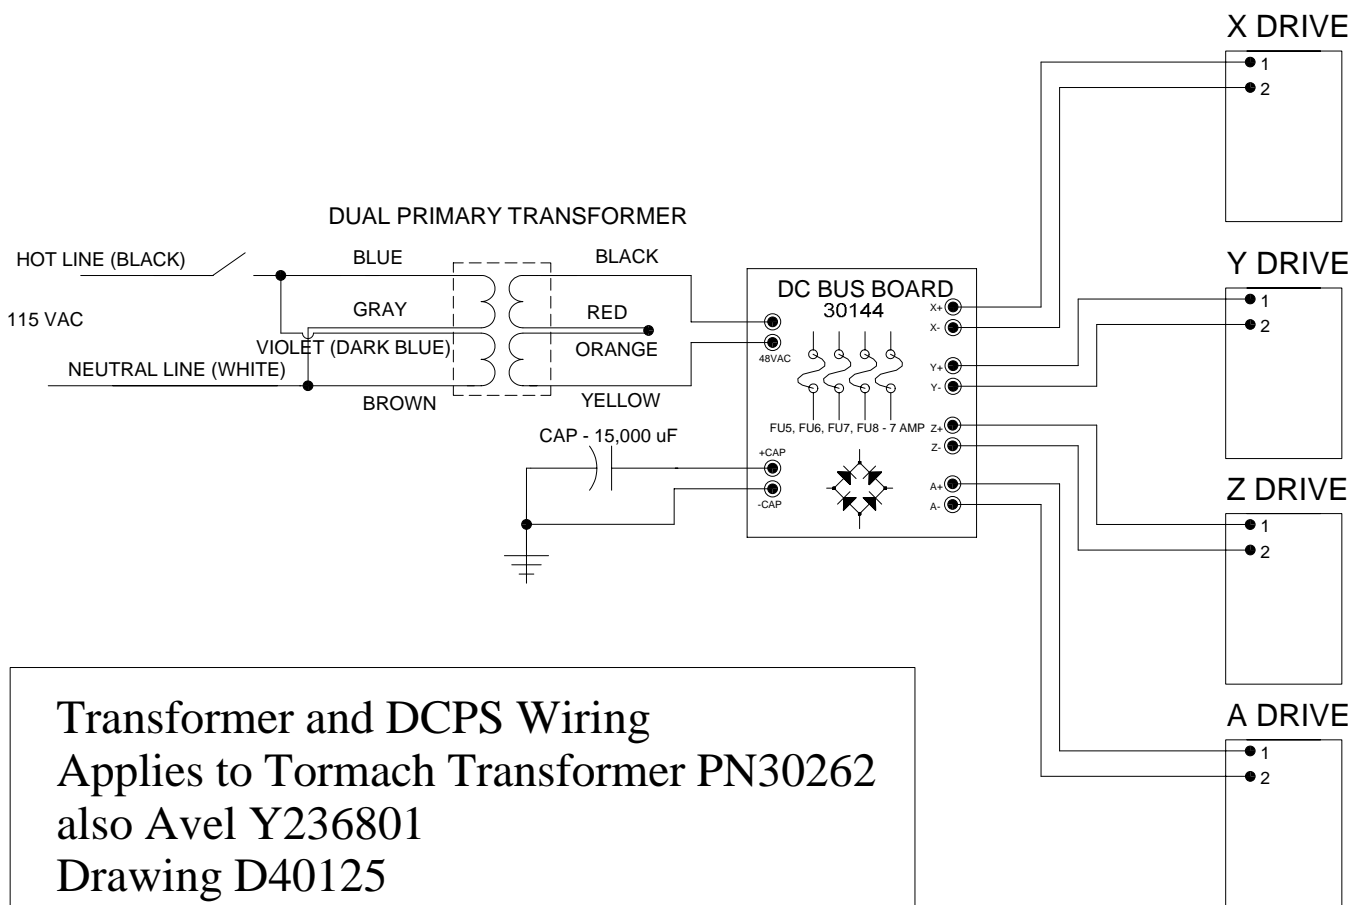 X DRIVE
1
2
DUAL PRIMARY TRANSFORMER
HOT LINE (BLACK)
BLUE
BLACK
115 VAC
GRAY
RED
VIOLET (DARK BLUE)
ORANGE
NEUTRAL LINE (WHITE)
BROWN
YELLOW
CAP - 15,000 uF
DC BUS BOARD
30144
48VAC
X+
X-
Y+
Y-
FU5, FU6, FU7, FU8 - 7 AMP
Z+
Z-
+CAP
-CAP
A+
A-
Y DRIVE
1
2
Z DRIVE
1
2
A DRIVE
1
2
Transformer and DCPS Wiring
Applies to Tormach Transformer PN30262
also Avel Y236801
Drawing D40125